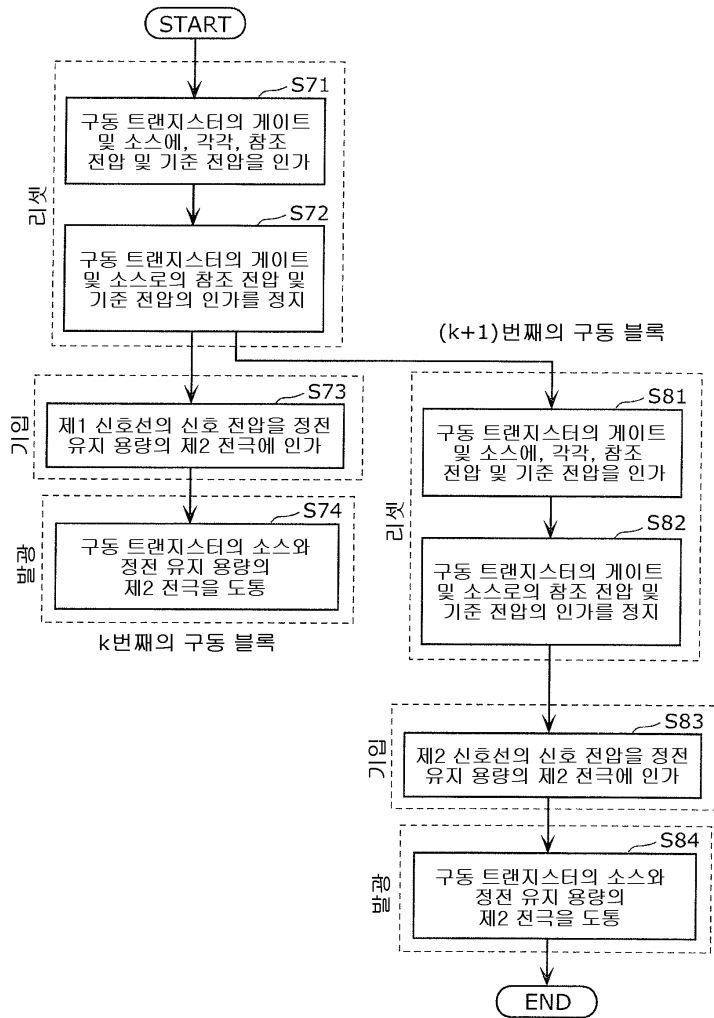 START
S71
구동 트랜지스터의 게이트
및 소스에, 각각, 참조
전압 및 기준 전압을 인가
리셋
S72
구동 트랜지스터의 게이트
및 소스로의 참조 전압 및
기준 전압의 인가를 정지
(k+1)번째의 구동 블록
S73
제1 신호선의 신호 전압을 정전
유지 용량의 제2 전극에 인가
기입
S74
구동 트랜지스터의 소스와
정전 유지 용량의
제2 전극을 도통
발광
k번째의 구동 블록
S81
구동 트랜지스터의 게이트
및 소스에, 각각, 참조
전압 및 기준 전압을 인가
리셋
S82
구동 트랜지스터의 게이트
및 소스로의 참조 전압 및
기준 전압의 인가를 정지
S83
제2 신호선의 신호 전압을 정전
유지 용량의 제2 전극에 인가
기입
S84
구동 트랜지스터의 소스와
정전 유지 용량의
제2 전극을 도통
발광
END